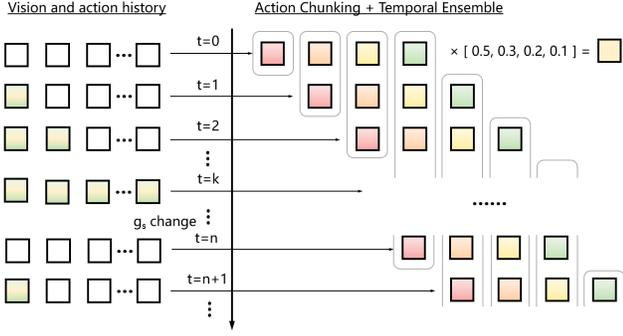 Vision and action history
Action Chunking + Temporal Ensemble
t=0
× [ 0.5, 0.3, 0.2, 0.1 ] =
t=1
t=2
t=k
gs change
t=n
t=n+1